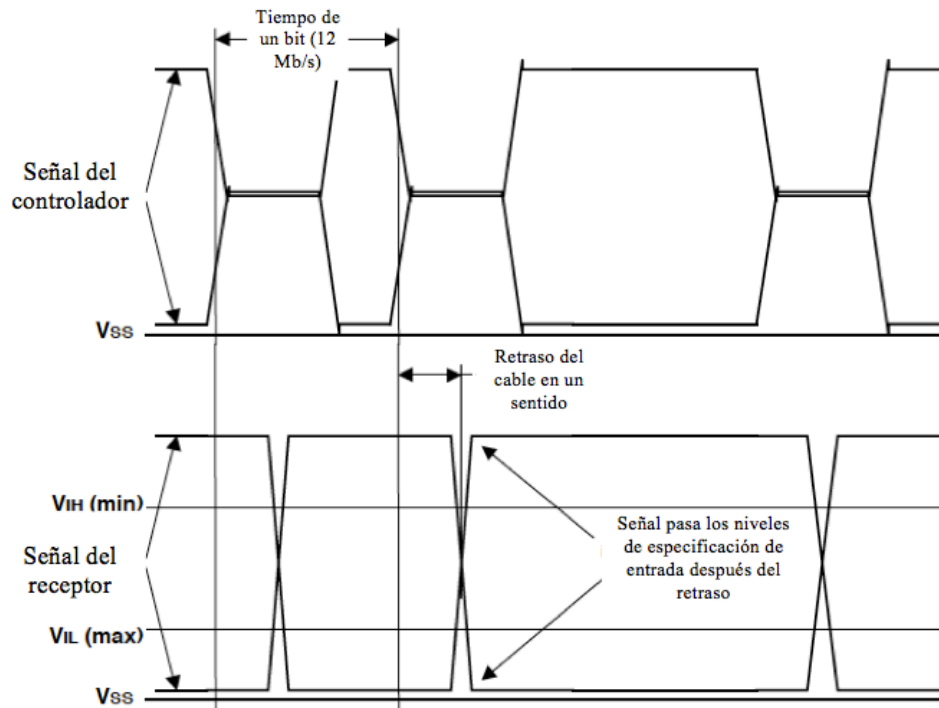 Tiempo de
un bit (12
Mb/s)
Señal del
controlador
VSS
Retraso del
cable en un
sentido
VIH (min)
Señal pasa los niveles
de especificación de
entrada después del
retraso
Señal del
receptor
VIL (max)
VSS